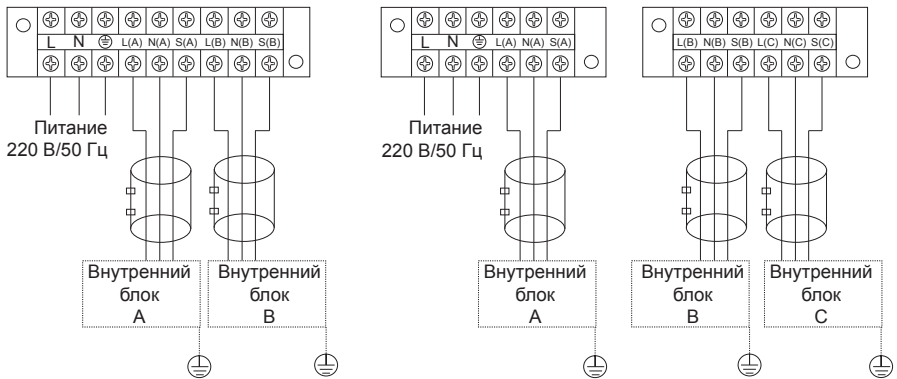 L N L(A) N(A) S(A) L(B) N(B) S(B)
Питание
220 В/50 Гц
Внутренний
блок
A
Внутренний
блок
B
L N L(A) N(A) S(A)
Питание
220 В/50 Гц
Внутренний
блок
A
L(B) N(B) S(B) L(C) N(C) S(C)
Внутренний
блок
B
Внутренний
блок
C